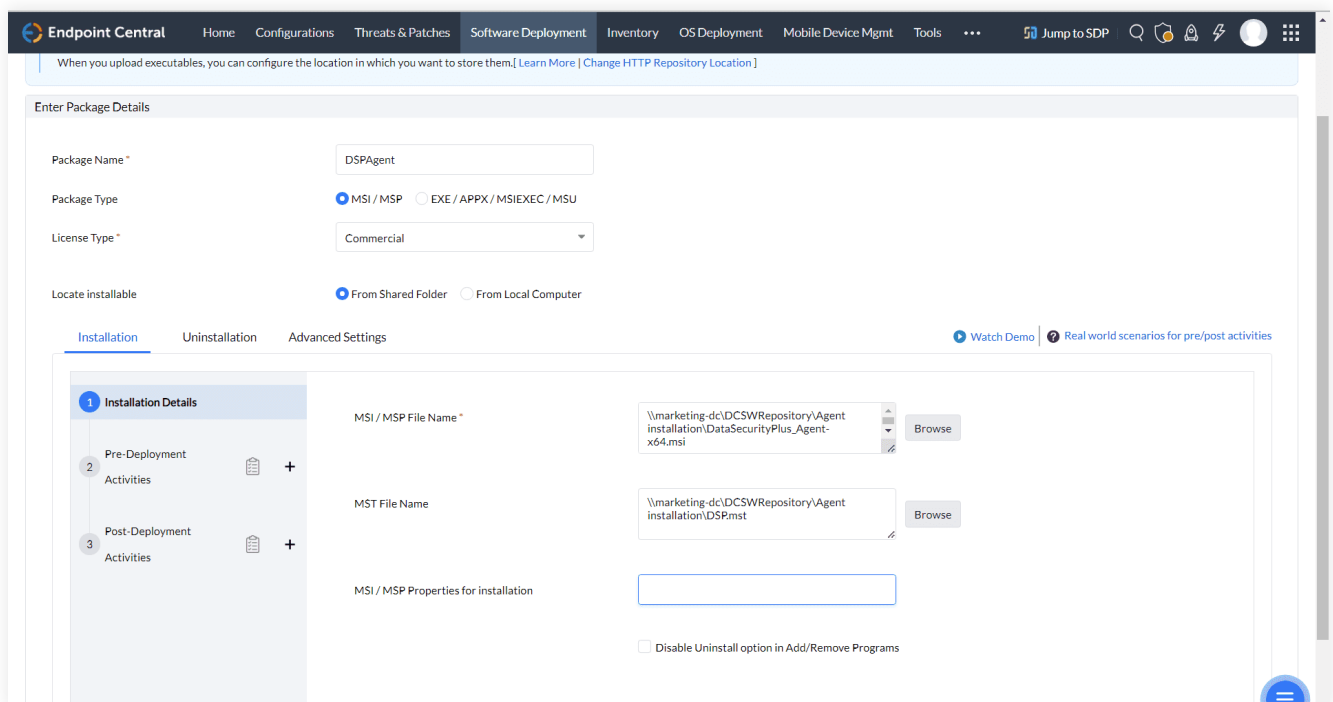 Endpoint Central Home Configurations Threats & Patches Software Deployment Inventory OS Deployment Mobile Device Mgmt Tools ••• Jump to SDP
When you upload executables, you can configure the location in which you want to store them.[ Learn More | Change HTTP Repository Location ]
Enter Package Details
Package Name * DSPAgent
Package Type MSI / MSP EXE / APPX / MSIEXEC / MSU
License Type * Commercial
Locate installable From Shared Folder From Local Computer
Installation Uninstallation Advanced Settings Watch Demo ? Real world scenarios for pre/post activities
1 Installation Details
2 Pre-Deployment
Activities
3 Post-Deployment
Activities
MSI / MSP File Name *
\\marketing-dc\DCSWRepository\Agent
installation\DataSecurityPlus_Agent-
x64.msi
Browse
MST File Name
\\marketing-dc\DCSWRepository\Agent
installation\DSP.mst
Browse
MSI / MSP Properties for installation
Disable Uninstall option in Add/Remove Programs